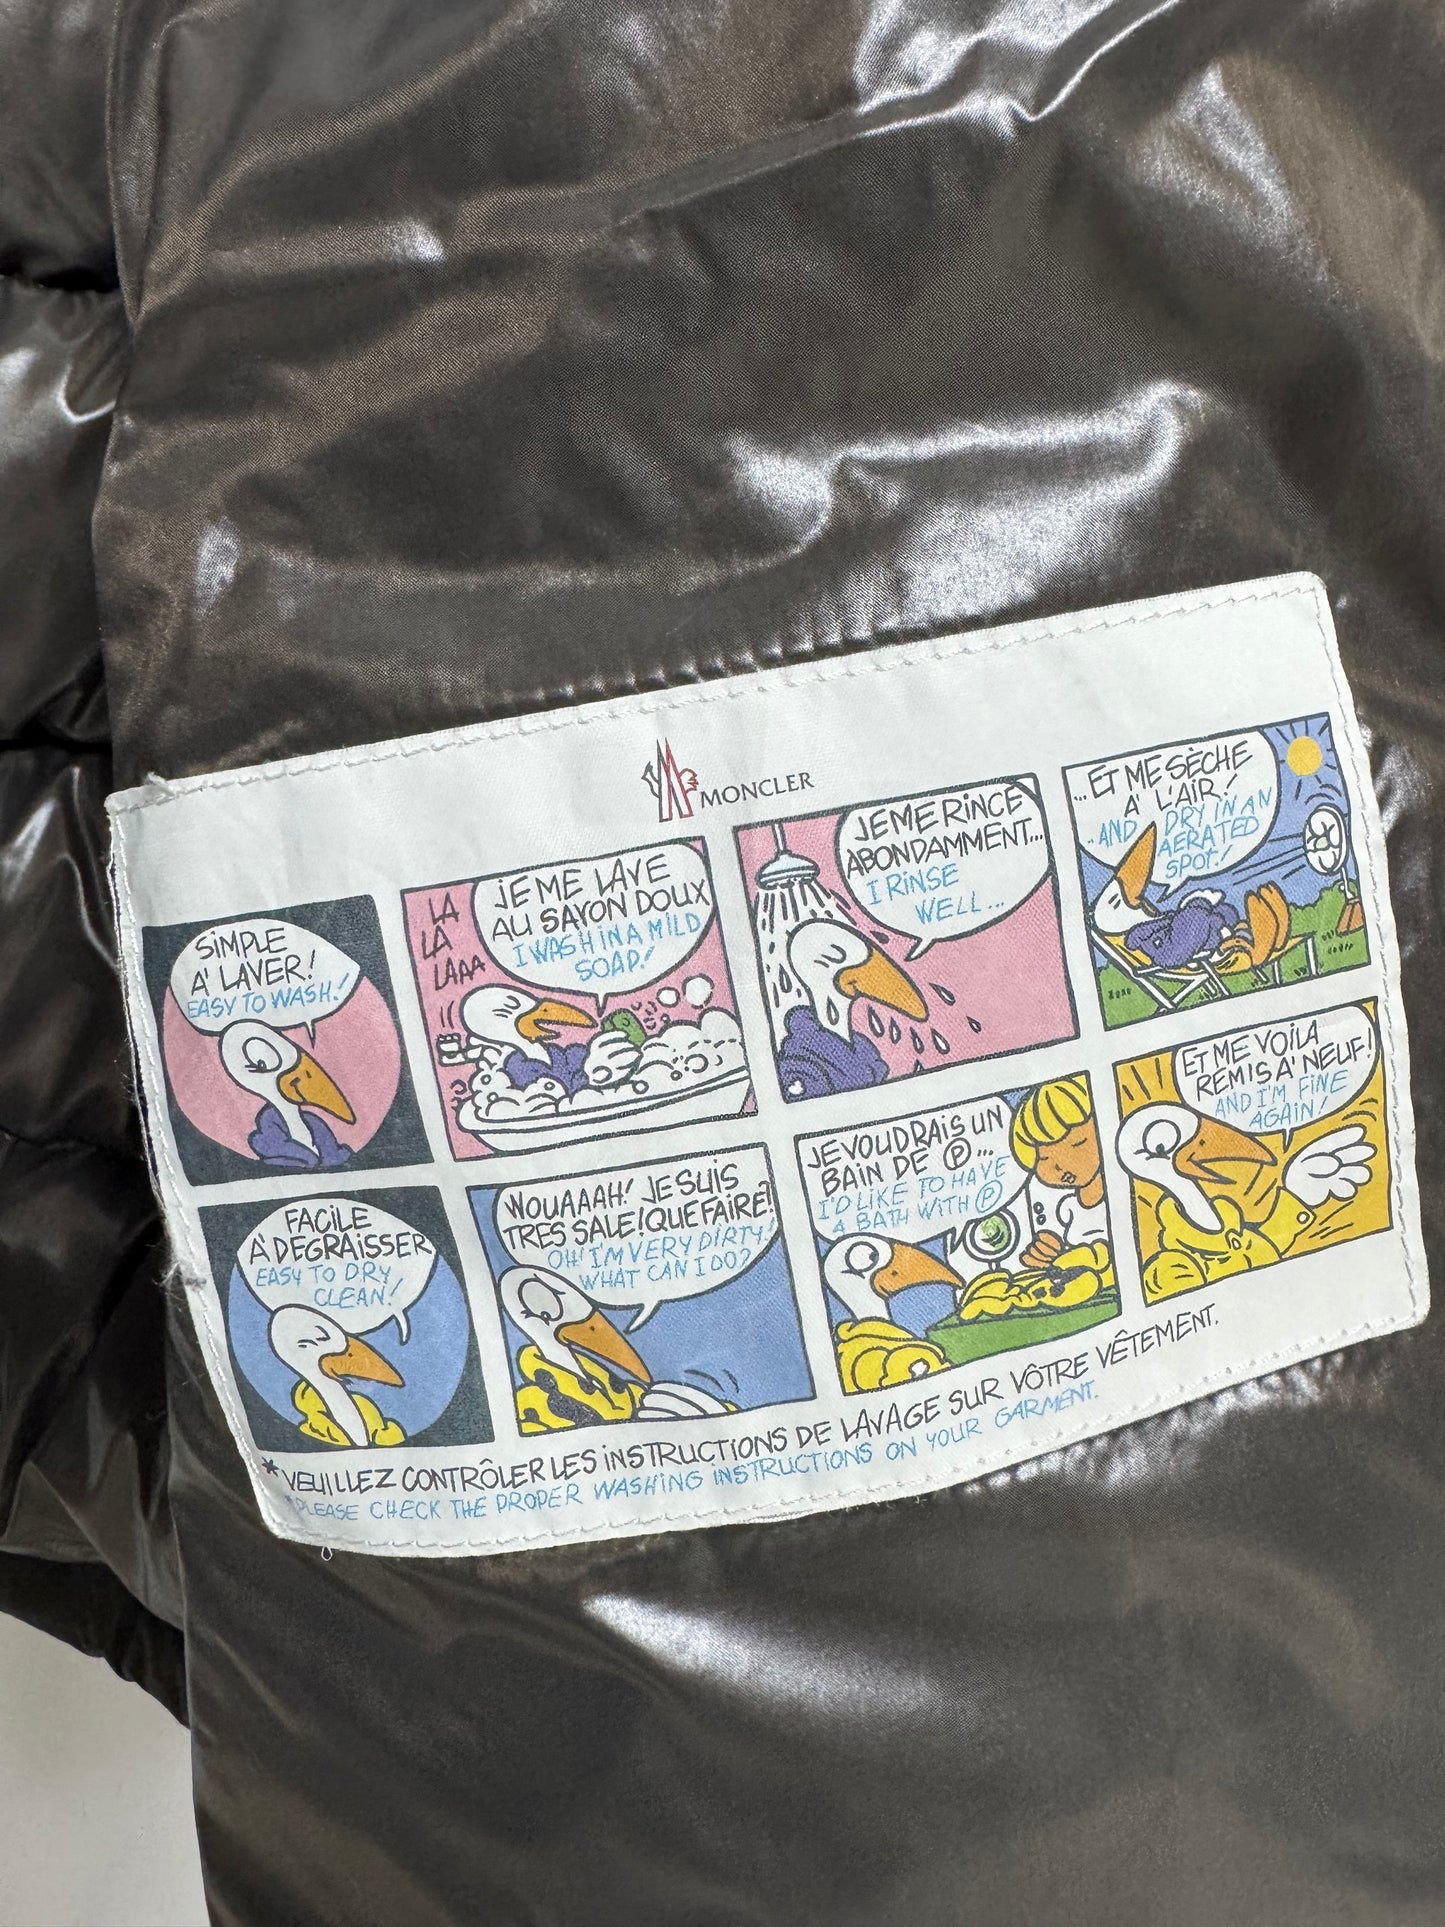 MONCLER
SiMPLE
A' LAVER!
EASY TO WASH!
LA
LA
LAAA
JE ME LAVE
AU SAVON DOUX
I WASH IN A MILD
SOAP!
JE ME RINCE
ABONDAMMENT...
I RiNSE
WELL...
...ET ME SÈCHE
A' L'AIR!
..AND DRY IN AN
AERATED
SPOT!
FACiLE
A' DEGRAiSSER
EASY TO DRY
CLEAN!
WOUAAAH! JE SUIS
TRES SALE! QUE FAIRE?
OH! I'M VERY DIRTY!
WHAT CAN I DO?
JE VOUDRAiS UN
BAIN DE Ⓟ...
I'D LIKE TO HAVE
A BATH WITH Ⓟ
ET ME VOILA
REMIS A' NEUF!
AND I'M FINE
AGAIN!
*VEUILLEZ CONTRÔLER LES iNSTRUCTIONS DE LAVAGE SUR VÔTRE VÊTEMENT.
*PLEASE CHECK THE PROPER WASHING INSTRUCTIONS ON YOUR GARMENT.